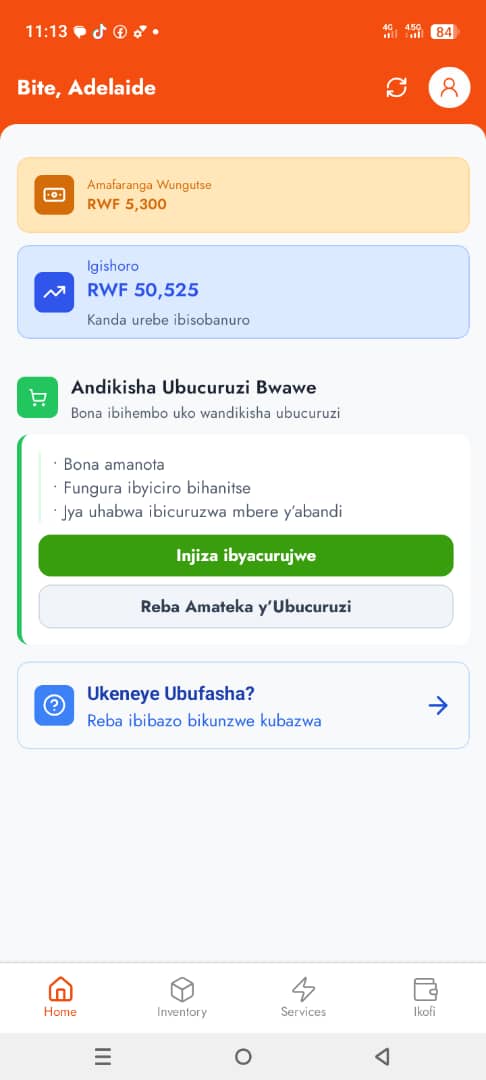 11:13
4G
4.5G
84
Bite, Adelaide
Amafaranga Wungutse
RWF 5,300
Igishoro
RWF 50,525
Kanda urebe ibisobanuro
Andikisha Ubucuruzi Bwawe
Bona ibihembo uko wandikisha ubucuruzi
· Bona amanota
· Fungura ibyiciro bihanitse
· Jya uhabwa ibicuruzwa mbere y’abandi
Injiza ibyacurujwe
Reba Amateka y’Ubucuruzi
Ukeneye Ubufasha?
Reba ibibazo bikunzwe kubazwa
Home
Inventory
Services
Ikofi